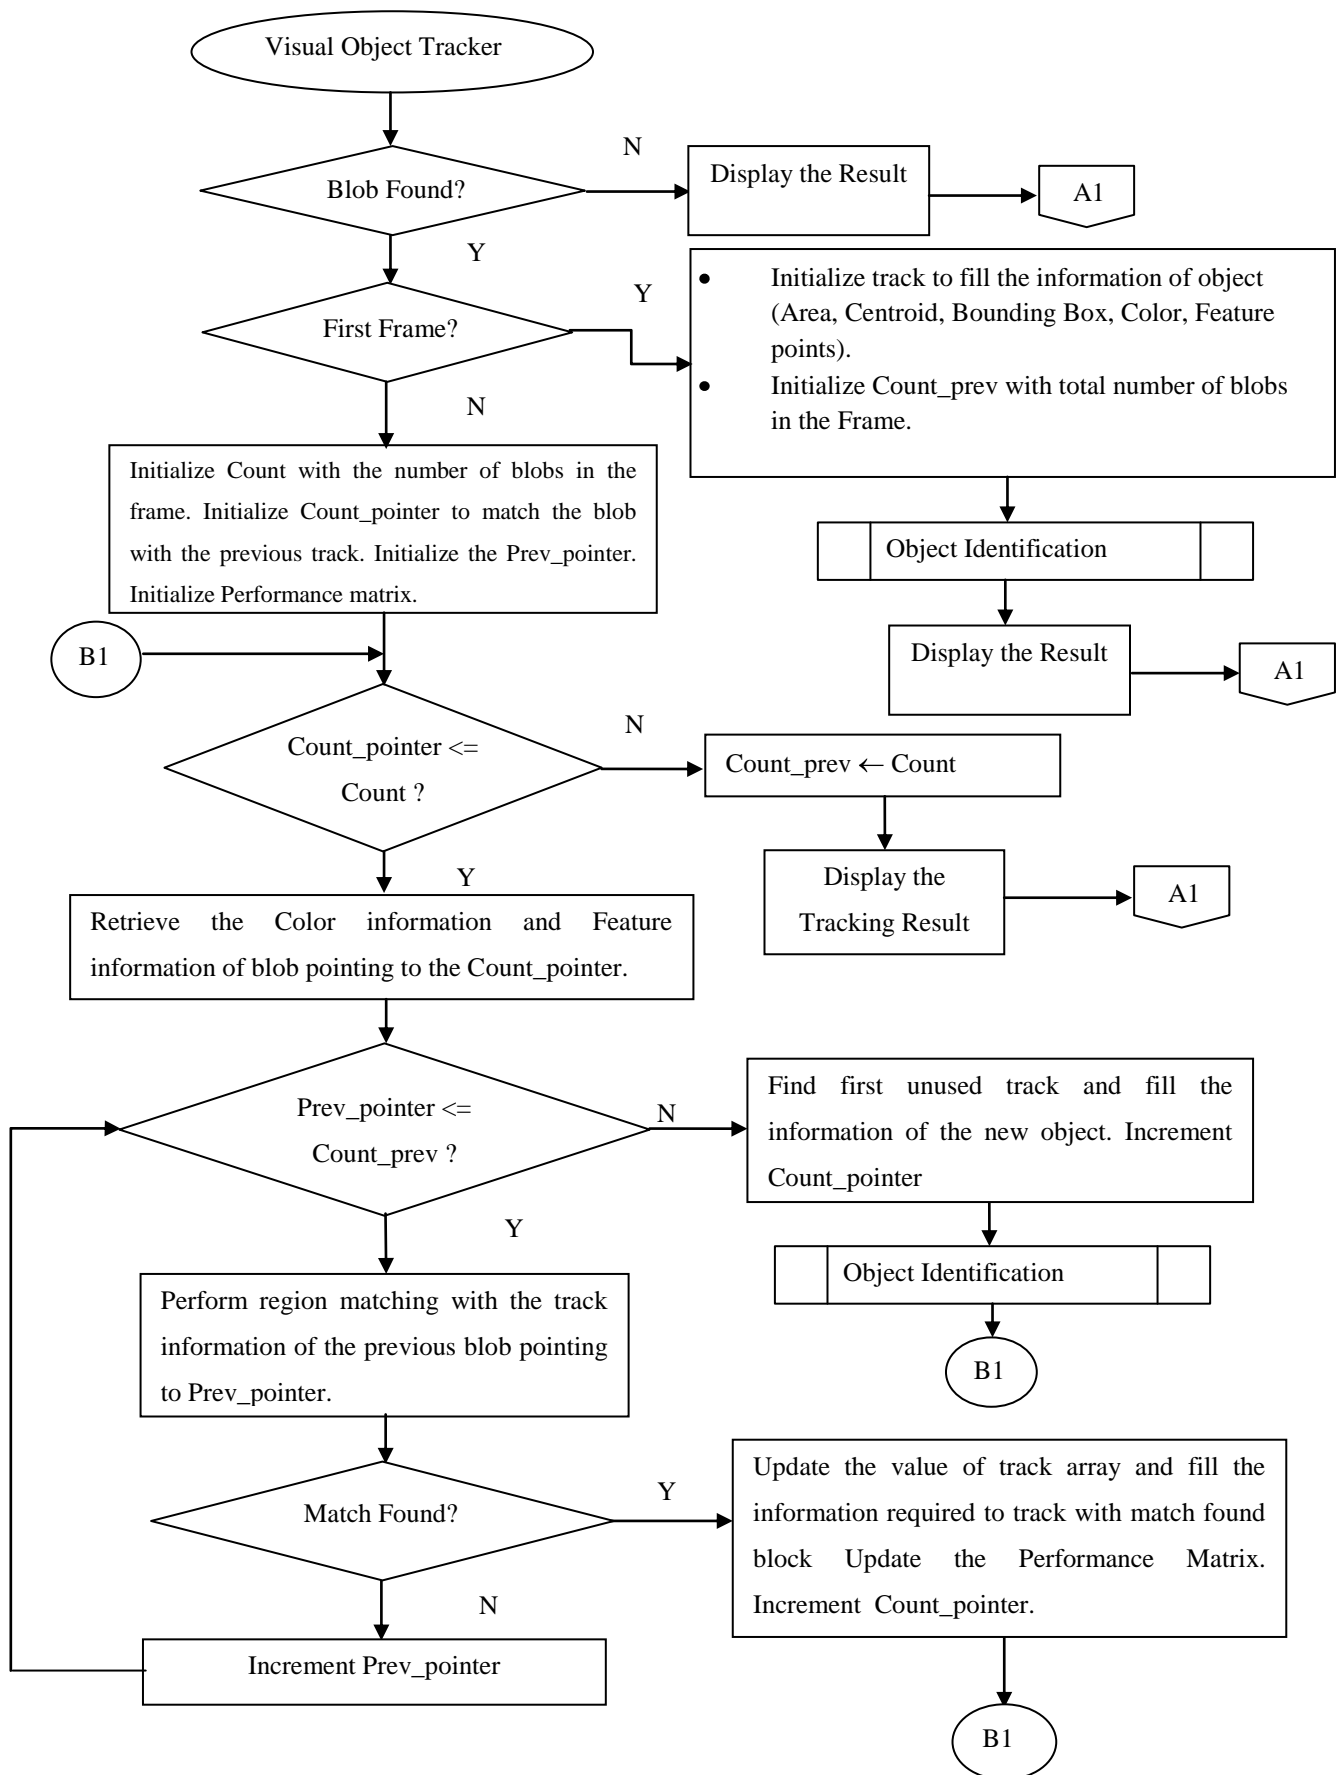 Visual Object Tracker
N
Blob Found?
Display the Result
A1
Y
First Frame?
Y
• Initialize track to fill the information of object
(Area, Centroid, Bounding Box, Color, Feature
points).
• Initialize Count_prev with total number of blobs
in the Frame.
N
Initialize Count with the number of blobs in the
frame. Initialize Count_pointer to match the blob
with the previous track. Initialize the Prev_pointer.
Initialize Performance matrix.
Object Identification
B1
Display the Result
A1
Count_pointer <=
Count ?
N
Count_prev ← Count
Y
Display the
Tracking Result
A1
Retrieve the Color information and Feature
information of blob pointing to the Count_pointer.
Prev_pointer <=
Count_prev ?
N
Find first unused track and fill the
information of the new object. Increment
Count_pointer
Y
Object Identification
Perform region matching with the track
information of the previous blob pointing
to Prev_pointer.
B1
Match Found?
Y
Update the value of track array and fill the
information required to track with match found
block Update the Performance Matrix.
Increment Count_pointer.
N
Increment Prev_pointer
B1